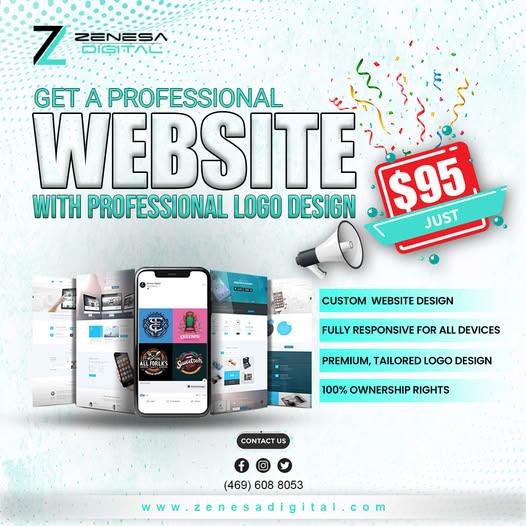 ZENESA
DIGITAL
GET A PROFESSIONAL
WEBSITE
WITH PROFESSIONAL LOGO DESIGN
$95
JUST
CUSTOM WEBSITE DESIGN
FULLY RESPONSIVE FOR ALL DEVICES
PREMIUM, TAILORED LOGO DESIGN
100% OWNERSHIP RIGHTS
CONTACT US
(469) 608 8053
www.zenesadigital.com